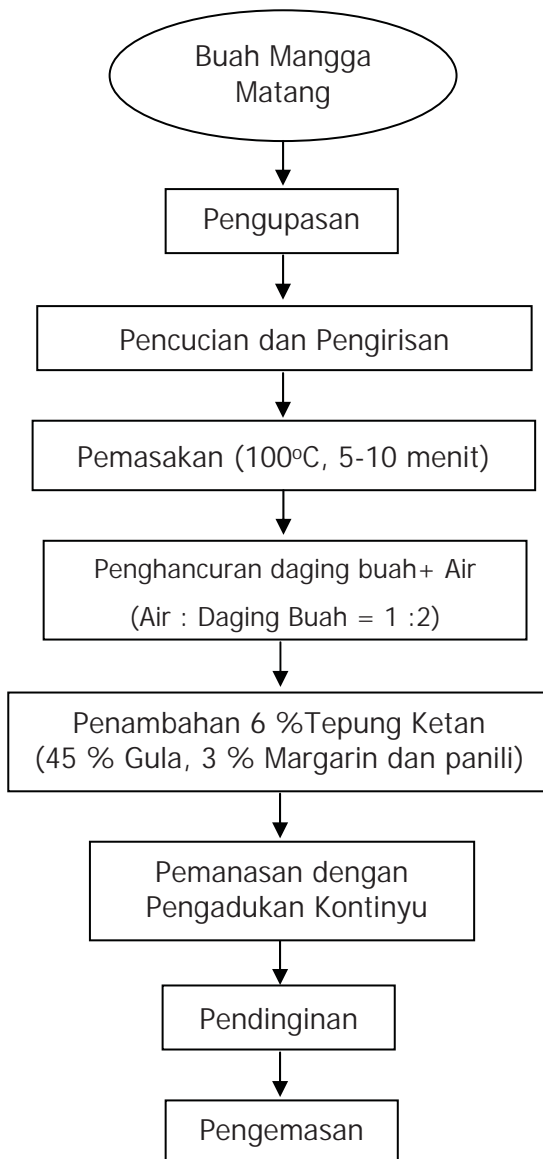 Buah Mangga
Matang
Pengupasan
Pencucian dan Pengirisan
Pemasakan (100ºC, 5-10 menit)
Penghancuran daging buah+ Air
(Air : Daging Buah = 1 :2)
Penambahan 6 %Tepung Ketan
(45 % Gula, 3 % Margarin dan panili)
Pemanasan dengan
Pengadukan Kontinyu
Pendinginan
Pengemasan